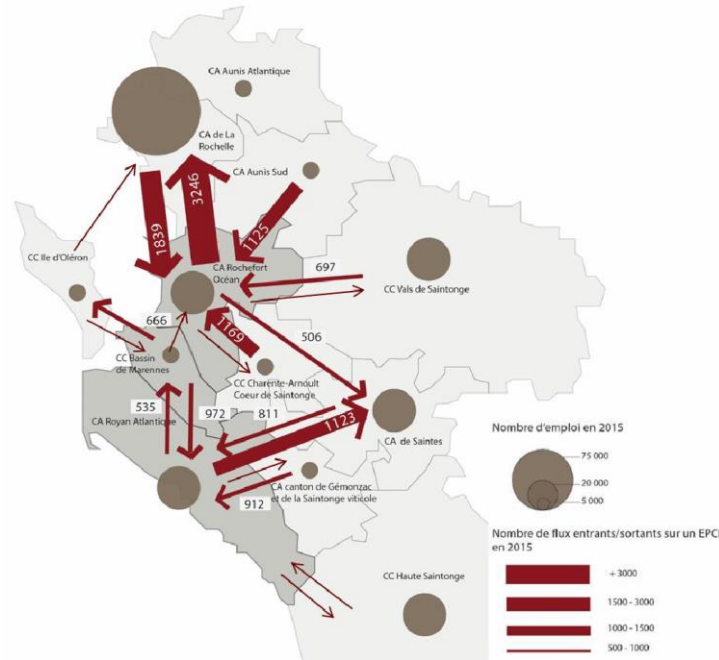 CA Aunis Atlantique
CA de La
Rochelle
CA Aunis Sud
3246
1839
1125
CC Ile d'Oléron
CA Rochefort
Océan
697
CC Vals de Saintonge
666
1169
506
CC Bassin
de Marennes
CC Charente-Arnoult
Coeur de Saintonge
535
972
811
CA Royan Atlantique
1123
CA de Saintes
CA canton de Gémonzac
et de la Saintonge viticole
912
CC Haute Saintonge
Nombre d'emploi en 2015
75 000
20 000
5 000
Nombre de flux entrants/sortants sur un EPCI
en 2015
+ 3000
1500 - 3000
1000 - 1500
500 - 1000